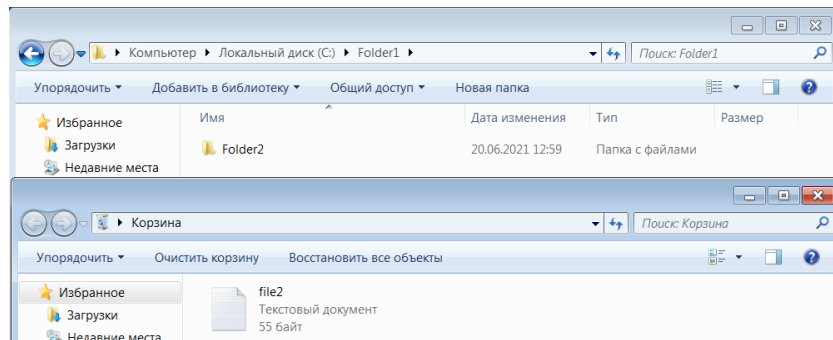 Компьютер Локальный диск (C:) Folder1 Поиск: Folder1
Упорядочить Добавить в библиотеку Общий доступ Новая папка
Избранное Имя Дата изменения Тип Размер
Загрузки Folder2 20.06.2021 12:59 Папка с файлами
Недавние места
Корзина Поиск: Корзина
Упорядочить Очистить корзину Восстановить все объекты
Избранное file2
Загрузки Текстовый документ
Недавние места 55 байт